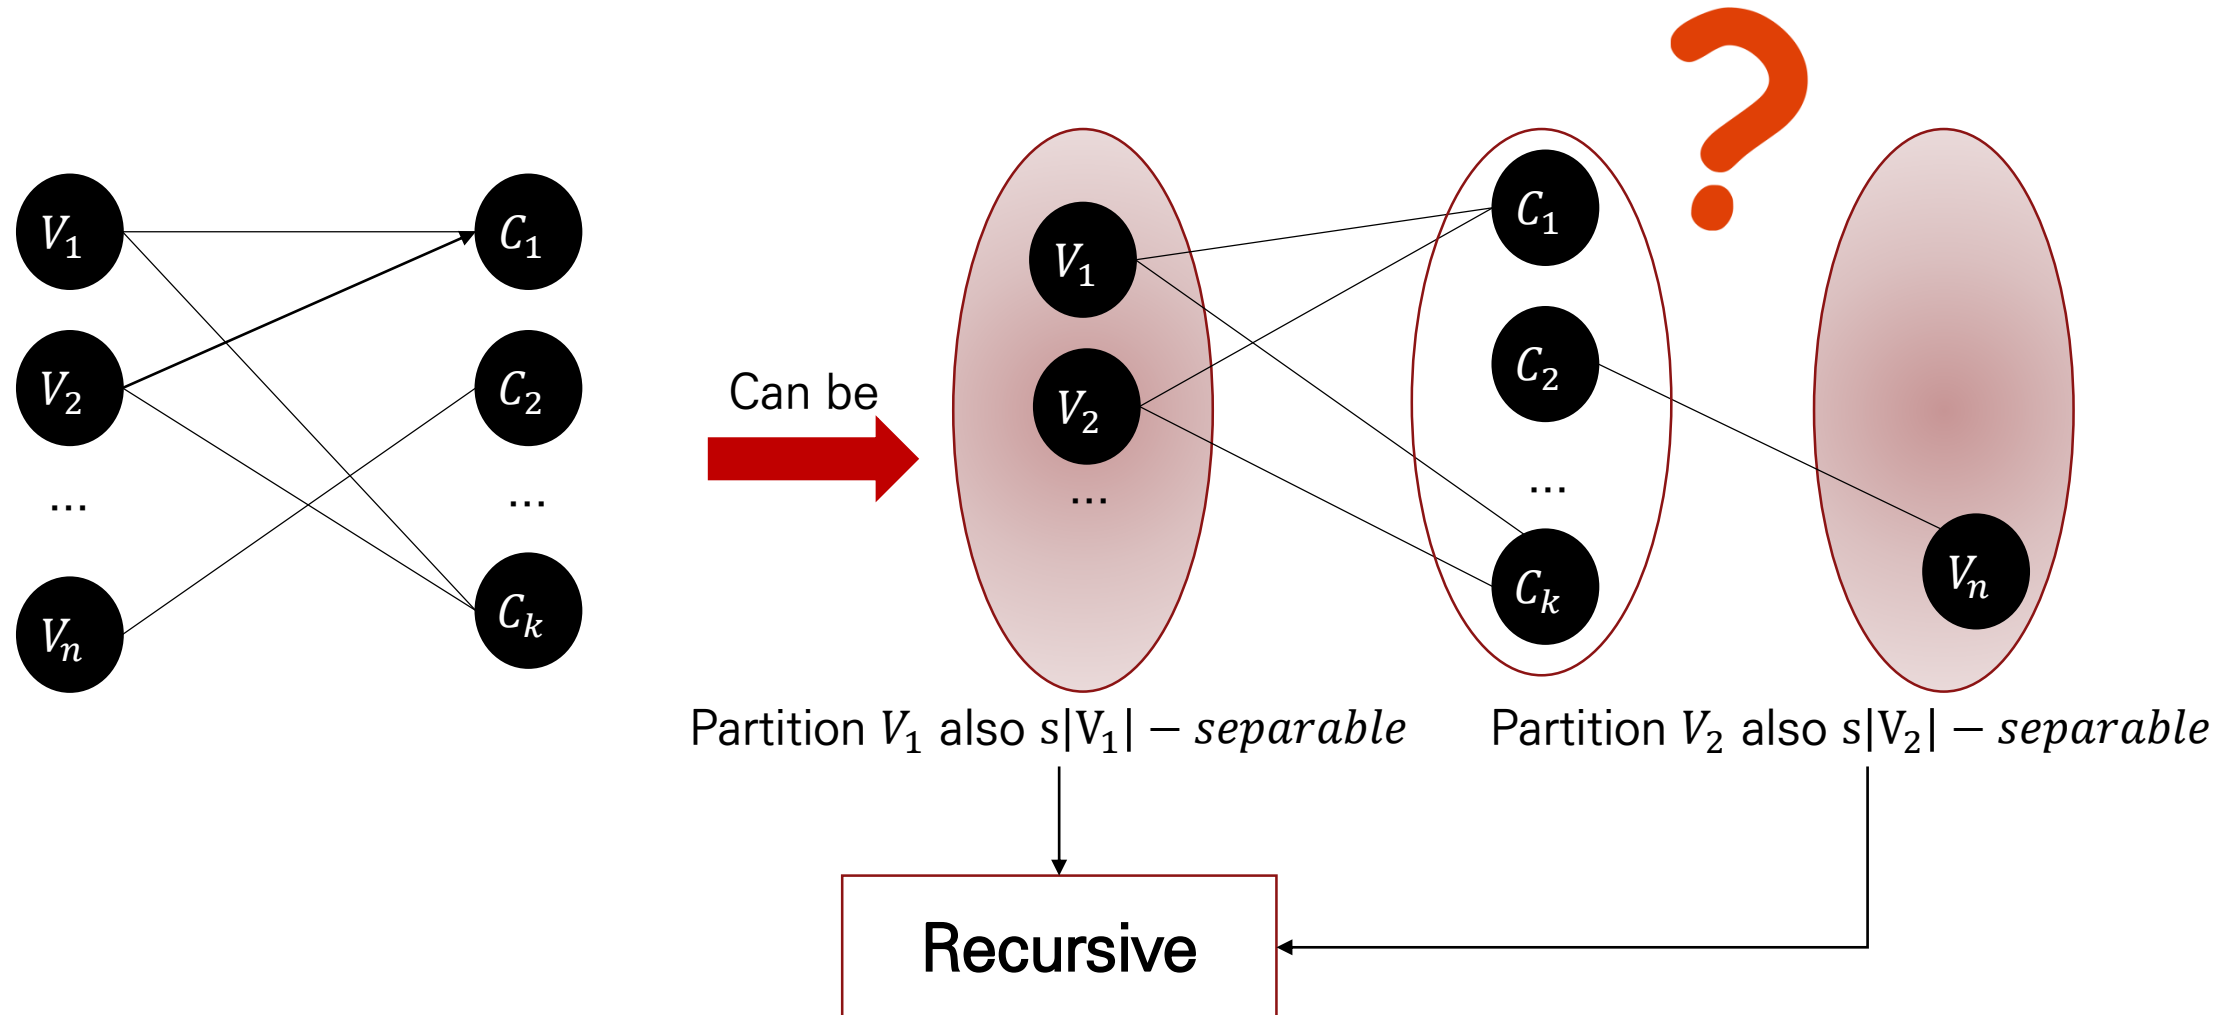 V₁
C₁
V₂
C₂
...
...
Vₙ
Cₖ
Can be
V₁
V₂
...
C₁
C₂
...
Cₖ
?
Vₙ
Partition V₁ also s|V₁| − separable
Partition V₂ also s|V₂| − separable
Recursive